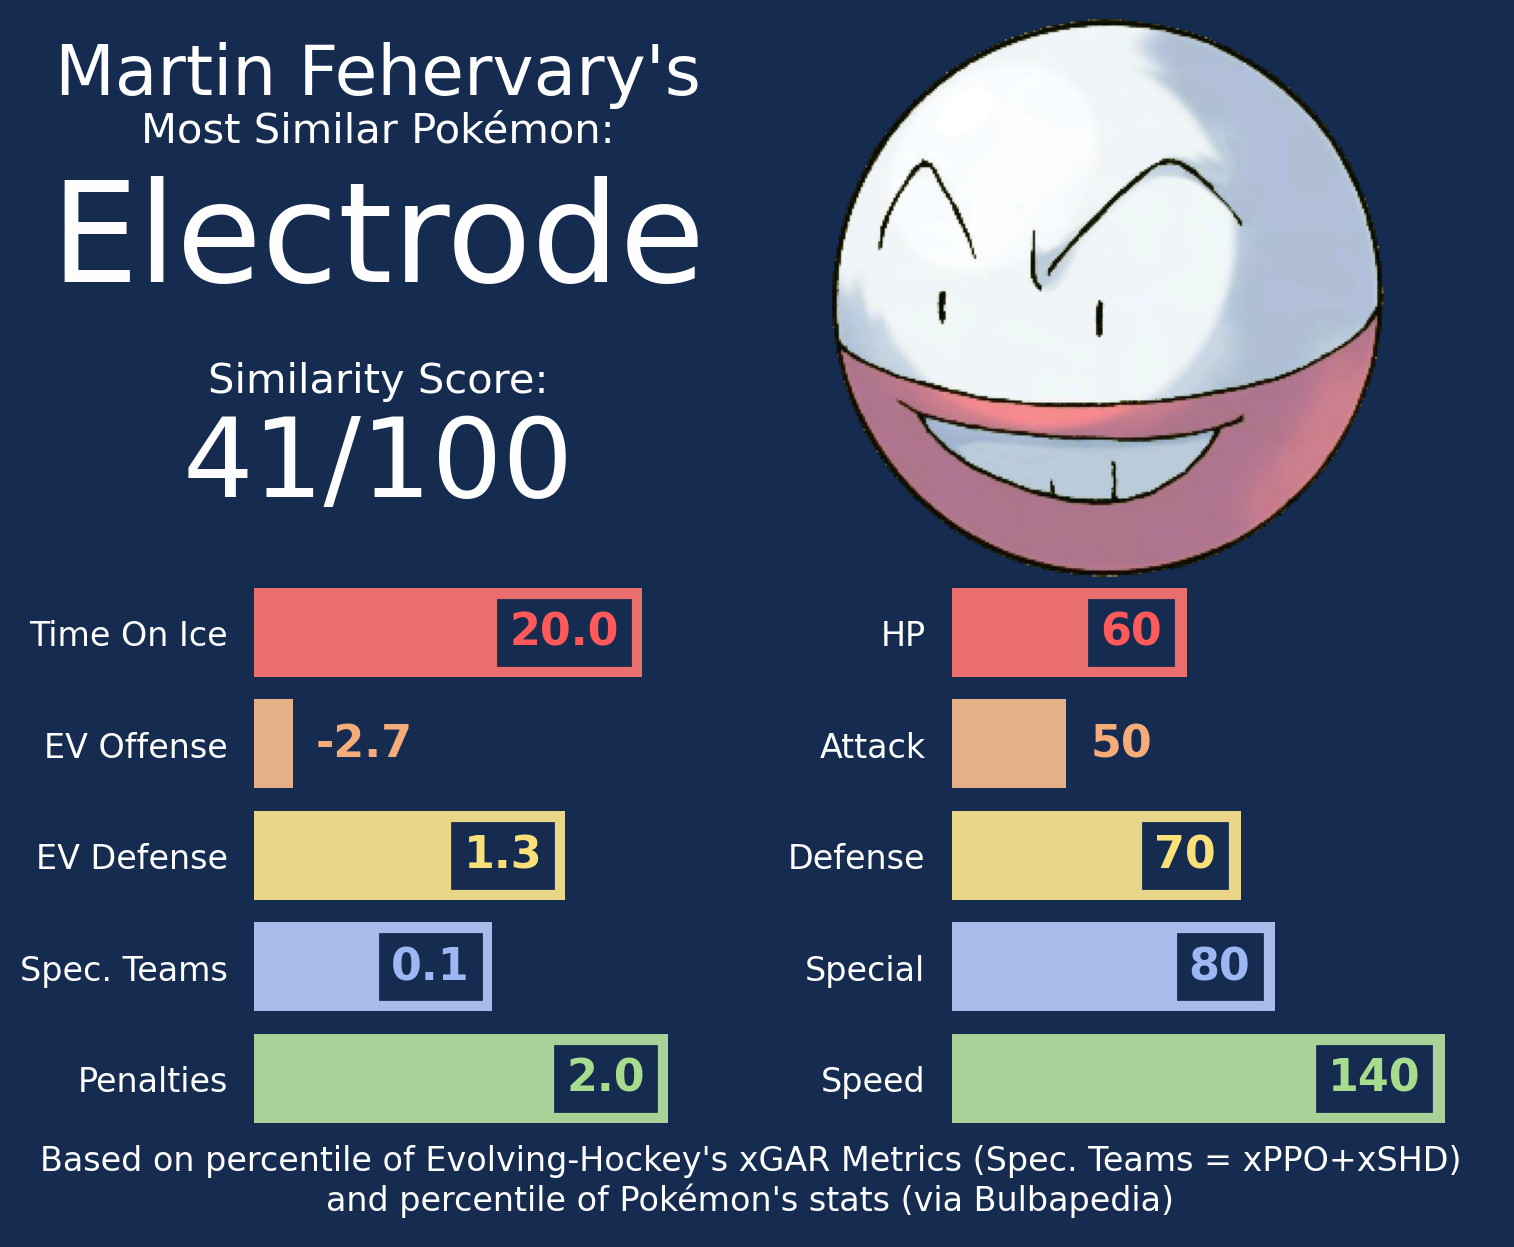 Martin Fehervary's
Most Similar Pokémon:
Electrode
Similarity Score:
41/100
Time On Ice 20.0
EV Offense -2.7
EV Defense 1.3
Spec. Teams 0.1
Penalties 2.0
HP 60
Attack 50
Defense 70
Special 80
Speed 140
Based on percentile of Evolving-Hockey's xGAR Metrics (Spec. Teams = xPPO+xSHD)
and percentile of Pokémon's stats (via Bulbapedia)